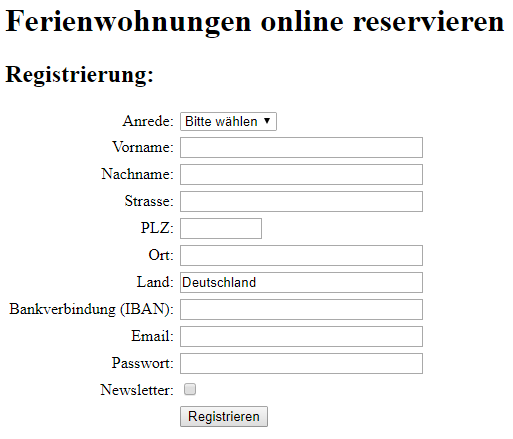 Ferienwohnungen online reservieren
Registrierung:
Anrede: Bitte wählen
Vorname:
Nachname:
Strasse:
PLZ:
Ort:
Land: Deutschland
Bankverbindung (IBAN):
Email:
Passwort:
Newsletter:
Registrieren